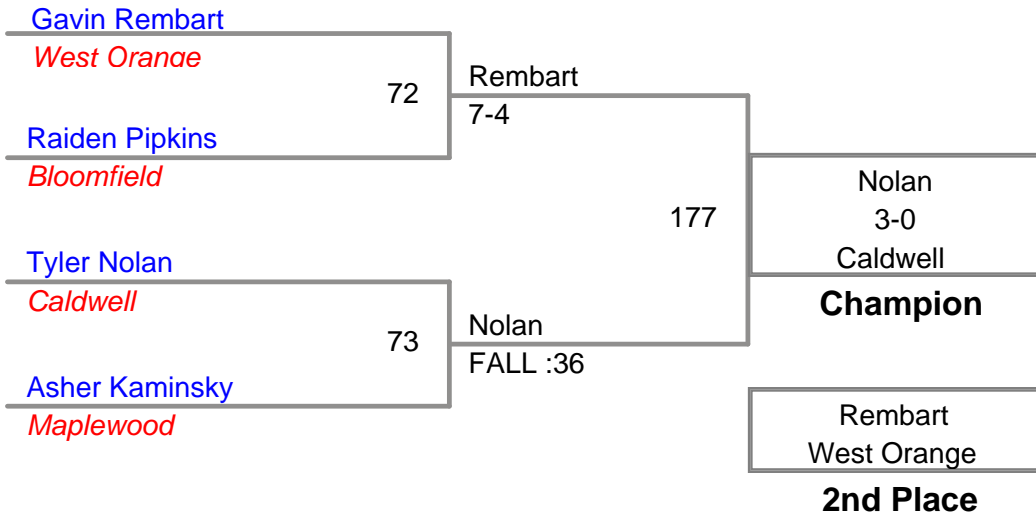 Gavin Rembart
West Orange
72
Rembart
7-4
Raiden Pipkins
Bloomfield
177
Nolan
3-0
Caldwell
Champion
Tyler Nolan
Caldwell
73
Nolan
FALL :36
Asher Kaminsky
Maplewood
Rembart
West Orange
2nd Place